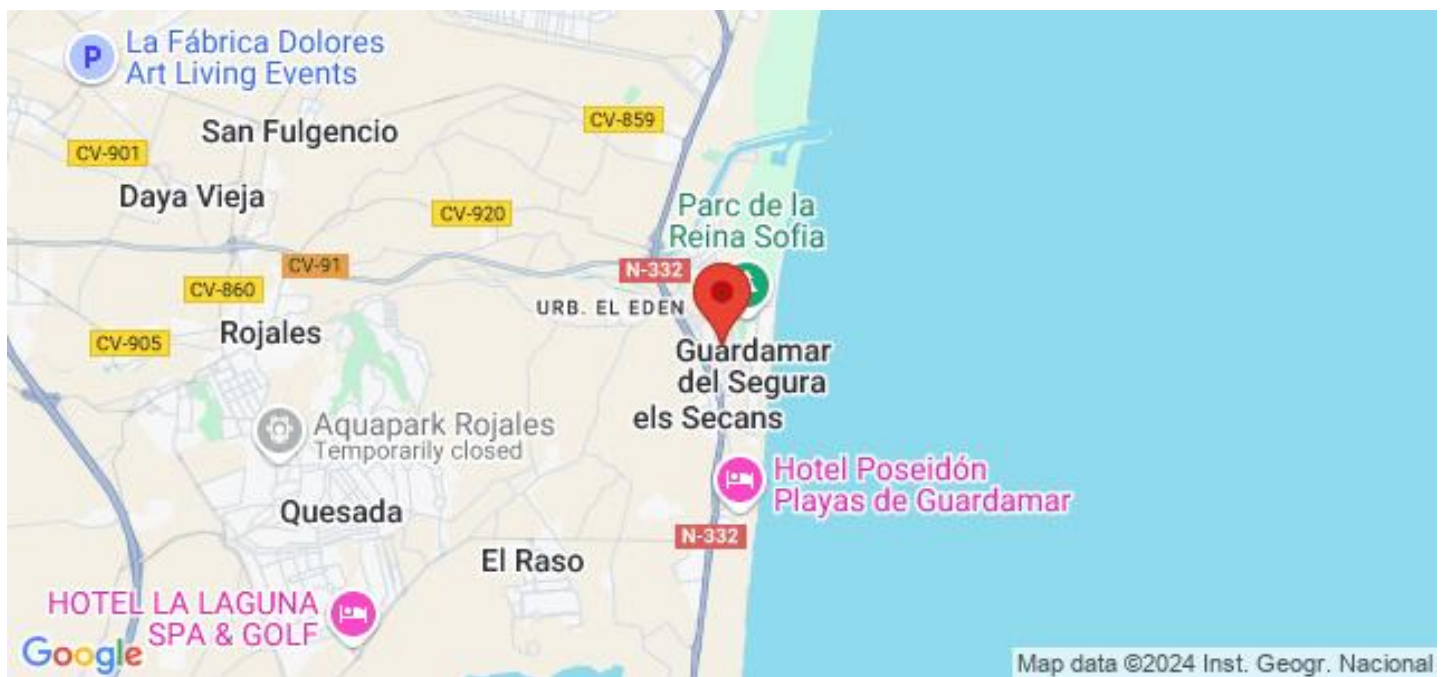 La Fábrica Dolores
Art Living Events
San Fulgencio
CV-859
CV-901
Daya Vieja
CV-920
Parc de la
Reina Sofia
CV-91
N-332
CV-860
URB. EL EDEN
Rojales
CV-905
Guardamar
del Segura
els Secans
Aquapark Rojales
Temporarily closed
Hotel Poseidón
Playas de Guardamar
Quesada
N-332
El Raso
HOTEL LA LAGUNA
SPA & GOLF
Google
Map data ©2024 Inst. Geogr. Nacional
P